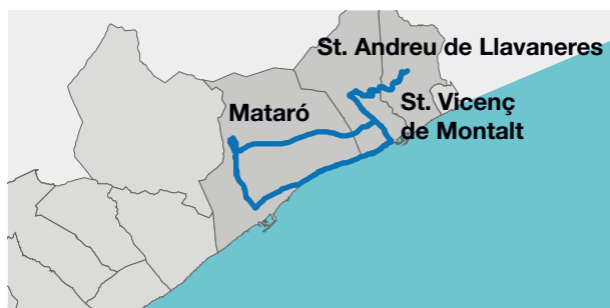 St. Andreu de Llavaneres
Mataró
St. Vicenç
de Montalt